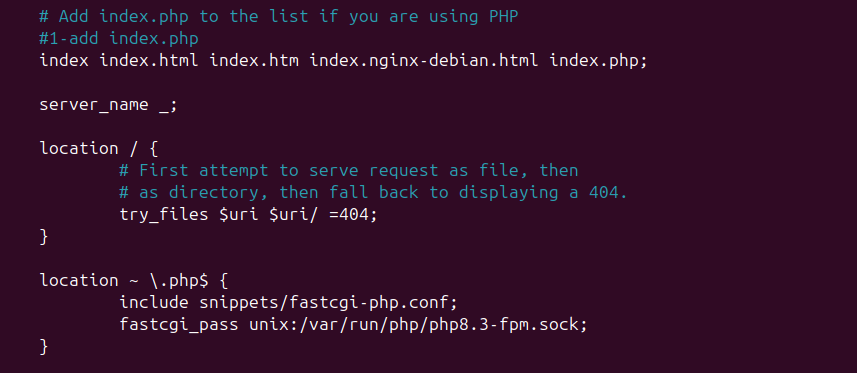 # Add index.php to the list if you are using PHP
#1-add index.php
index index.html index.htm index.nginx-debian.html index.php;
server_name _;
location / {
# First attempt to serve request as file, then
# as directory, then fall back to displaying a 404.
try_files $uri $uri/ =404;
}
location ~ \.php$ {
include snippets/fastcgi-php.conf;
fastcgi_pass unix:/var/run/php/php8.3-fpm.sock;
}